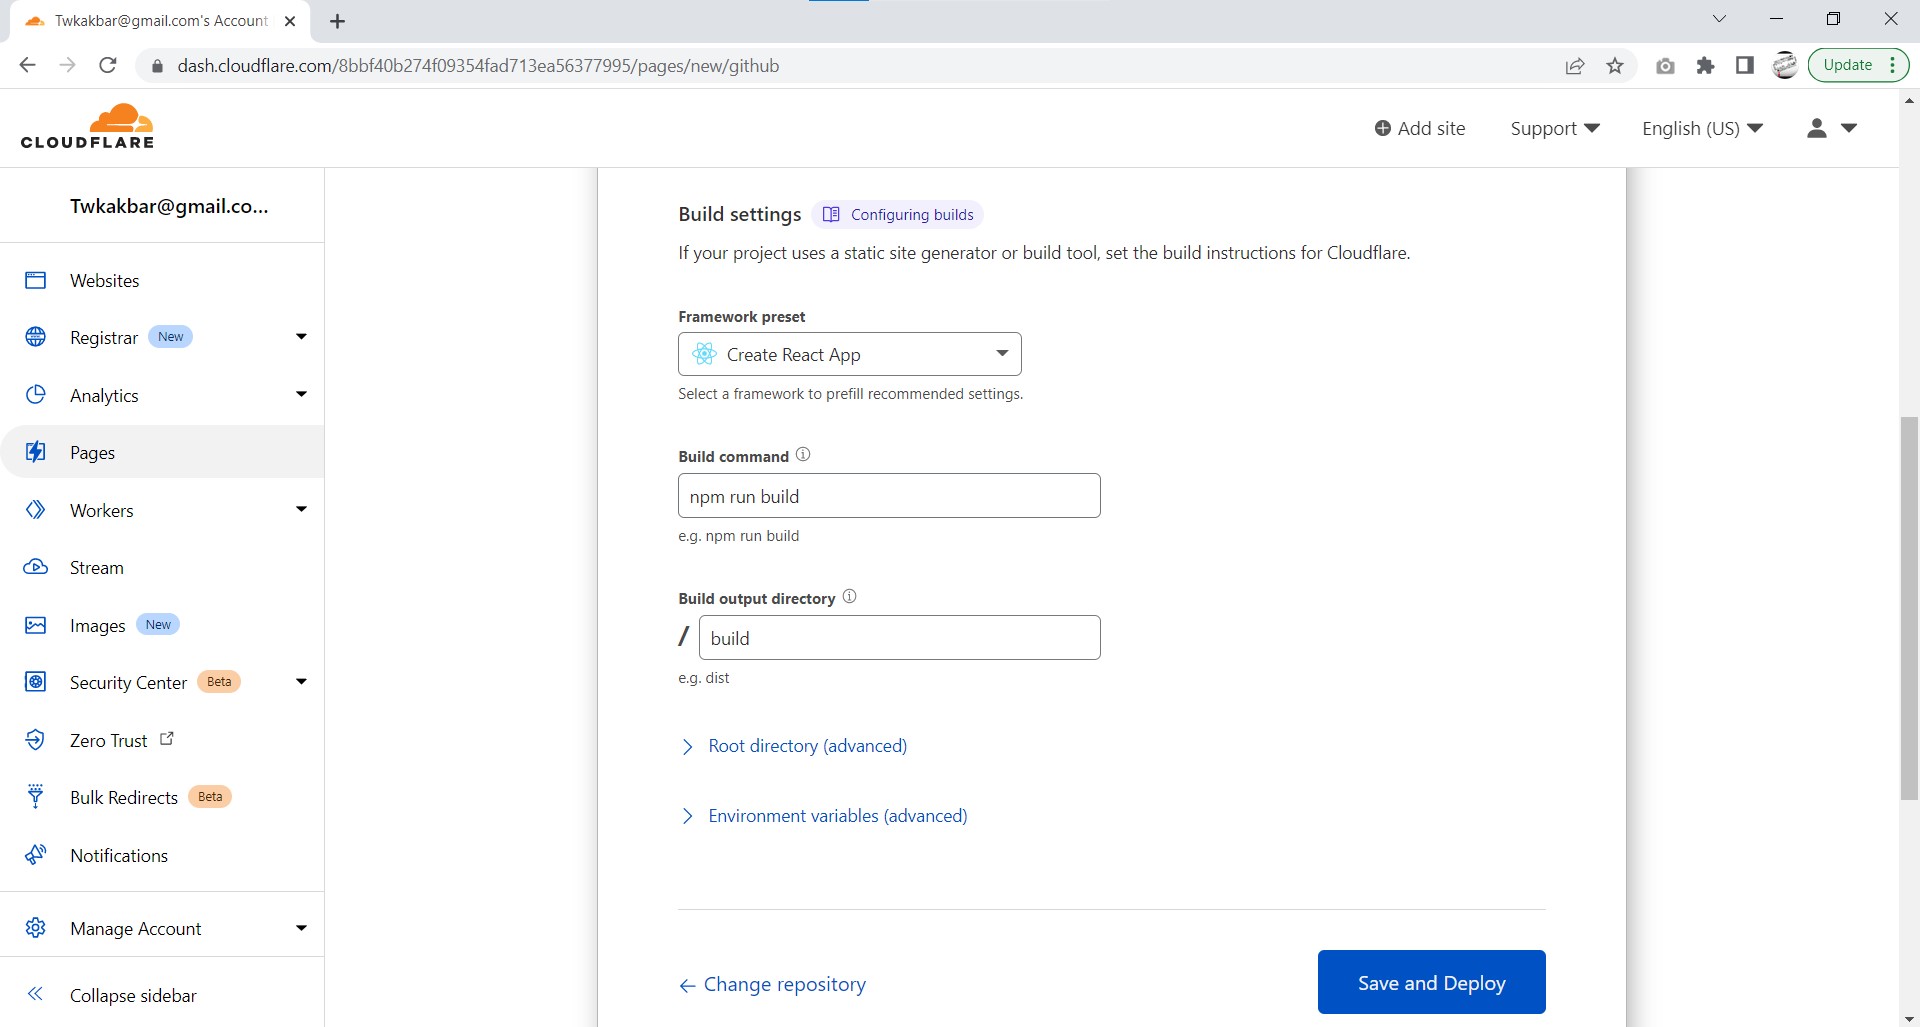 Twkakbar@gmail.com's Account
dash.cloudflare.com/8bbf40b274f09354fad713ea56377995/pages/new/github
Update
CLOUDFLARE
Add site
Support
English (US)
Twkakbar@gmail.co...
Websites
Registrar New
Analytics
Pages
Workers
Stream
Images New
Security Center Beta
Zero Trust
Bulk Redirects Beta
Notifications
Manage Account
Collapse sidebar
Build settings Configuring builds
If your project uses a static site generator or build tool, set the build instructions for Cloudflare.
Framework preset
Create React App
Select a framework to prefill recommended settings.
Build command
npm run build
e.g. npm run build
Build output directory
/ build
e.g. dist
Root directory (advanced)
Environment variables (advanced)
← Change repository
Save and Deploy